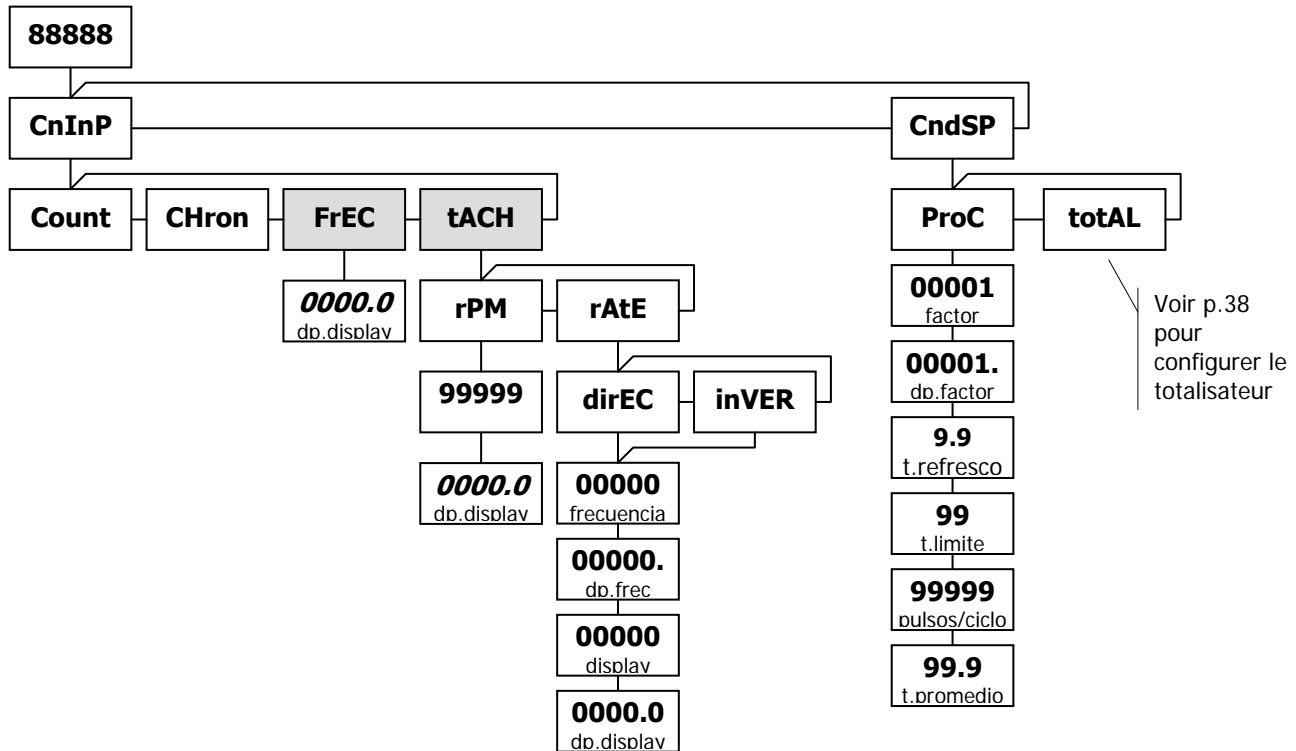 88888
CnInP
CndSP
Count
CHron
FrEC
tACH
ProC
totAL
0000.0
dp.display
rPM
rAtE
00001
factor
Voir p.38
pour
configurer le
totalisateur
99999
dirEC
inVER
00001.
dp.factor
0000.0
dp.display
00000
frecuencia
9.9
t.refresco
00000.
dp.frec
99
t.limite
00000
display
99999
pulsos/ciclo
0000.0
dp.display
99.9
t.promedio